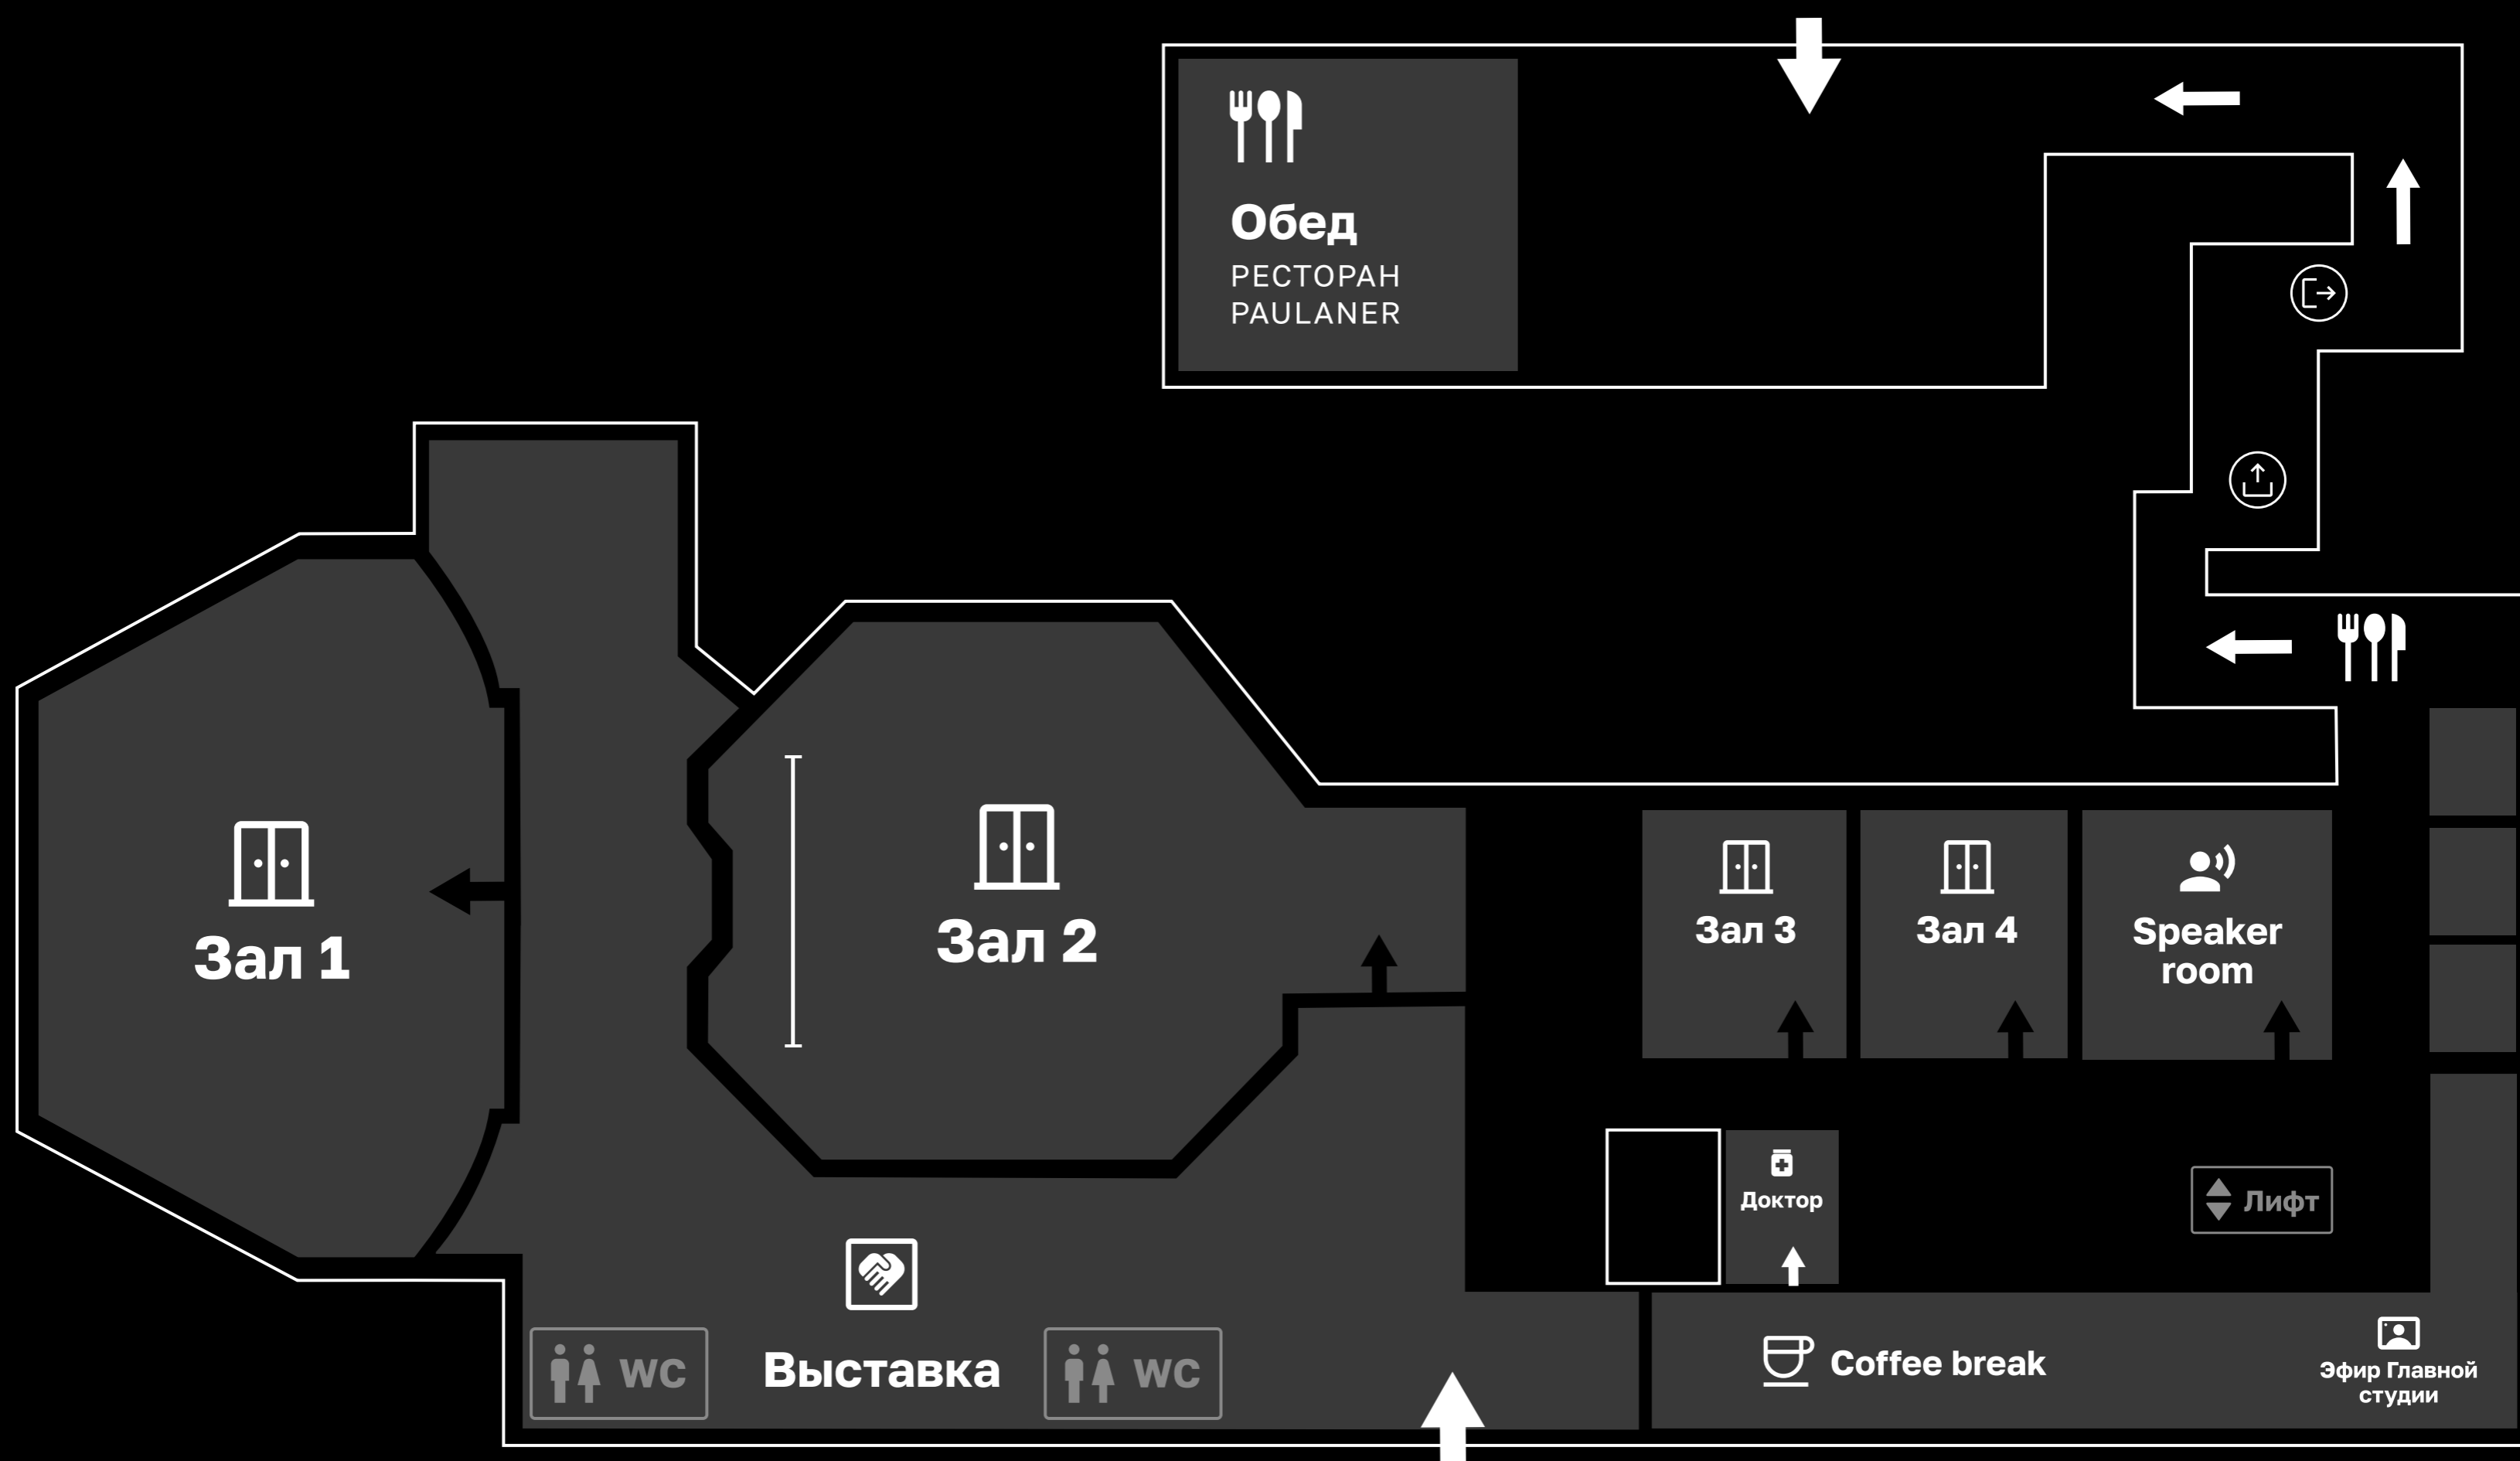 Обед
РЕСТОРАН
PAULANER
Зал 1
Зал 2
Зал 3
Зал 4
Speaker
room
Доктор
Лифт
WC
Выставка
WC
Coffee break
Эфир Главной
студии